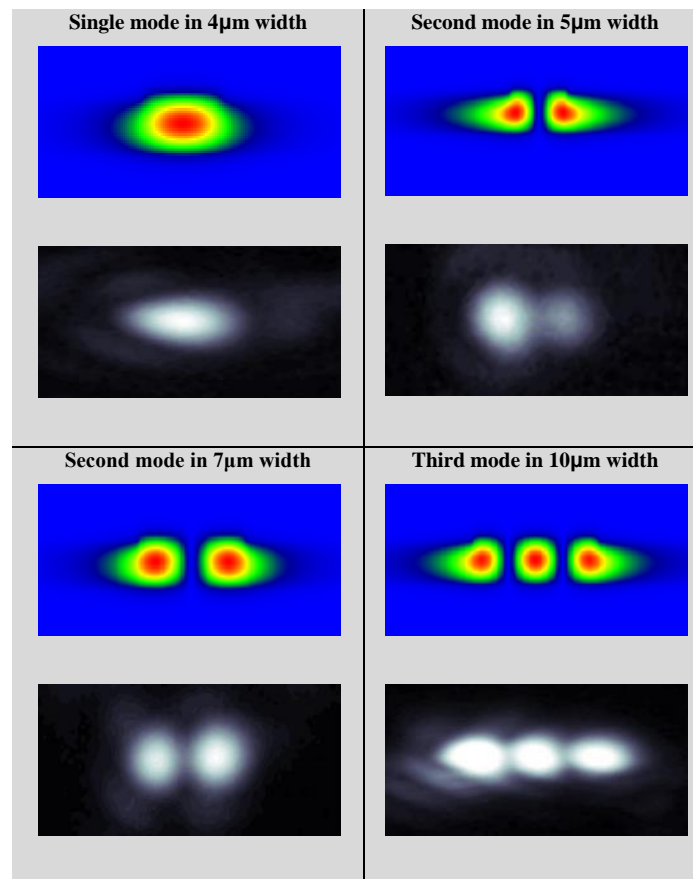 Single mode in 4μm width
Second mode in 5μm width
Second mode in 7μm width
Third mode in 10μm width